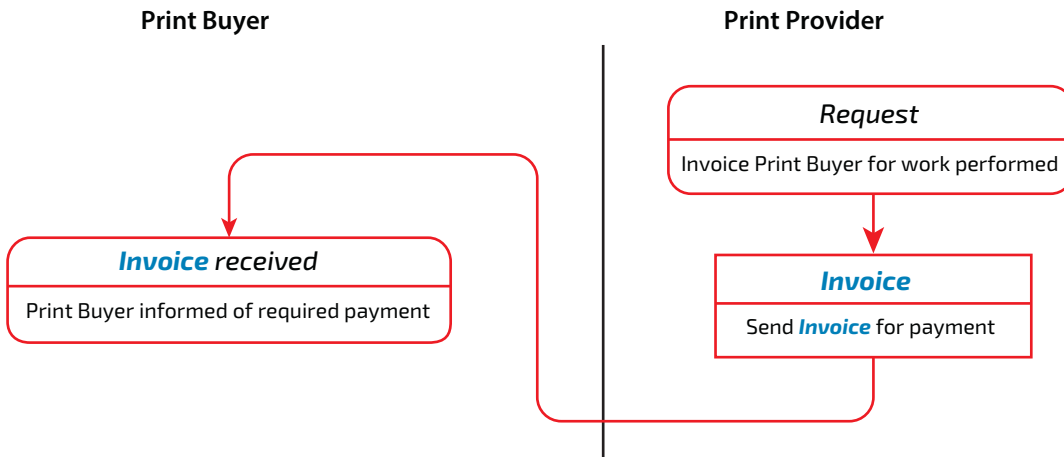 Print Buyer
Print Provider
Request
Invoice Print Buyer for work performed
Invoice received
Print Buyer informed of required payment
Invoice
Send Invoice for payment